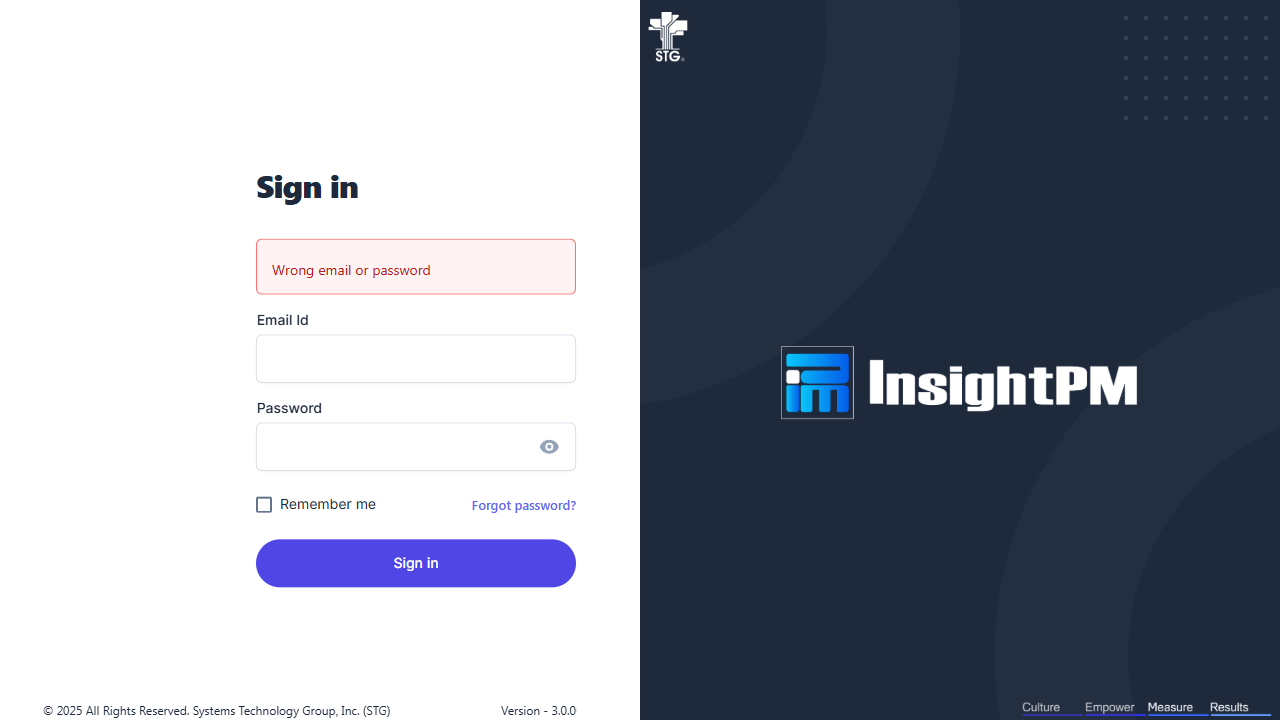 Sign in
Wrong email or password
Email Id
Password
Remember me
Forgot password?
Sign in
© 2025 All Rights Reserved. Systems Technology Group, Inc. (STG)
Version - 3.0.0
STG
InsightPM
Culture
Empower
Measure
Results